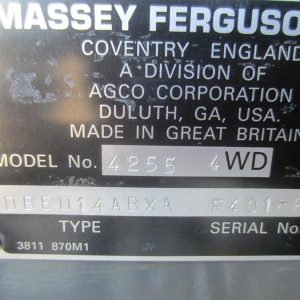 MASSEY FERGUSO
COVENTRY ENGLAND
A DIVISION OF
AGCO CORPORATION
DULUTH, GA, USA.
MADE IN GREAT BRITAIN
MODEL No. 4255 4WD
TYPE SERIAL No.
3811 870M1